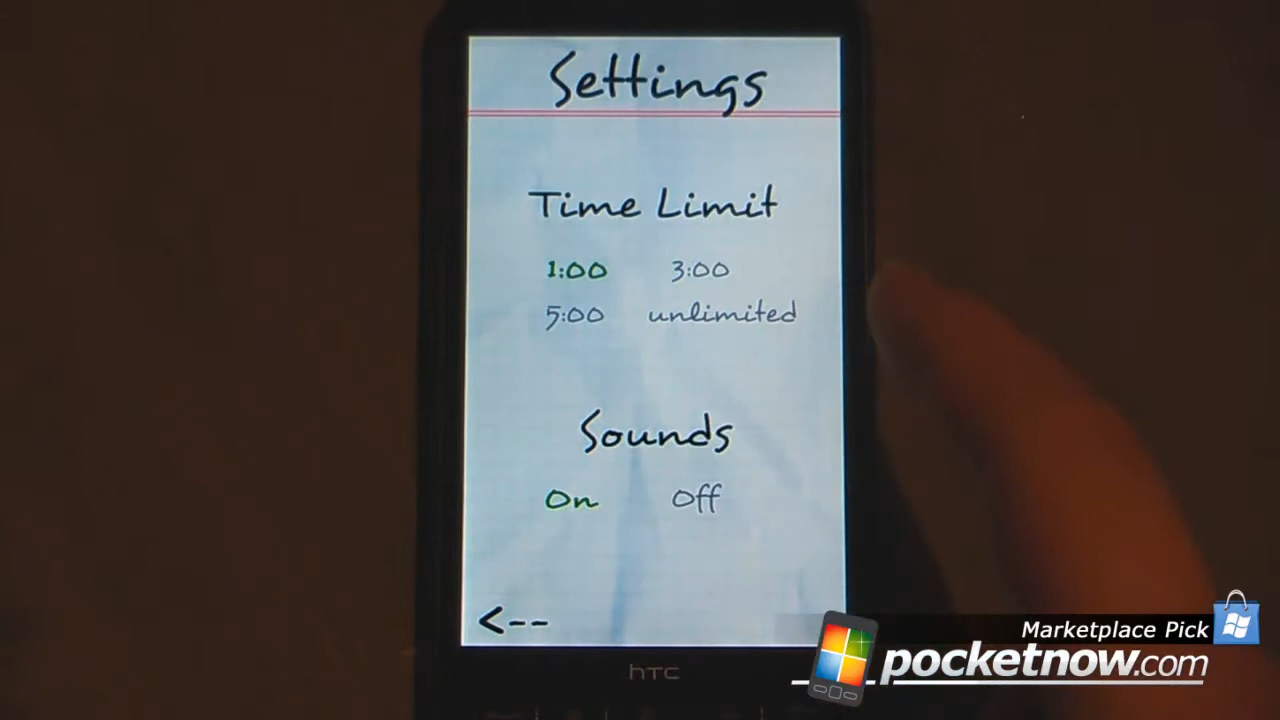 Settings
Time Limit
1:00 3:00
5:00 unlimited
Sounds
On Off
<--
hTC
Marketplace Pick
pocketnow.com